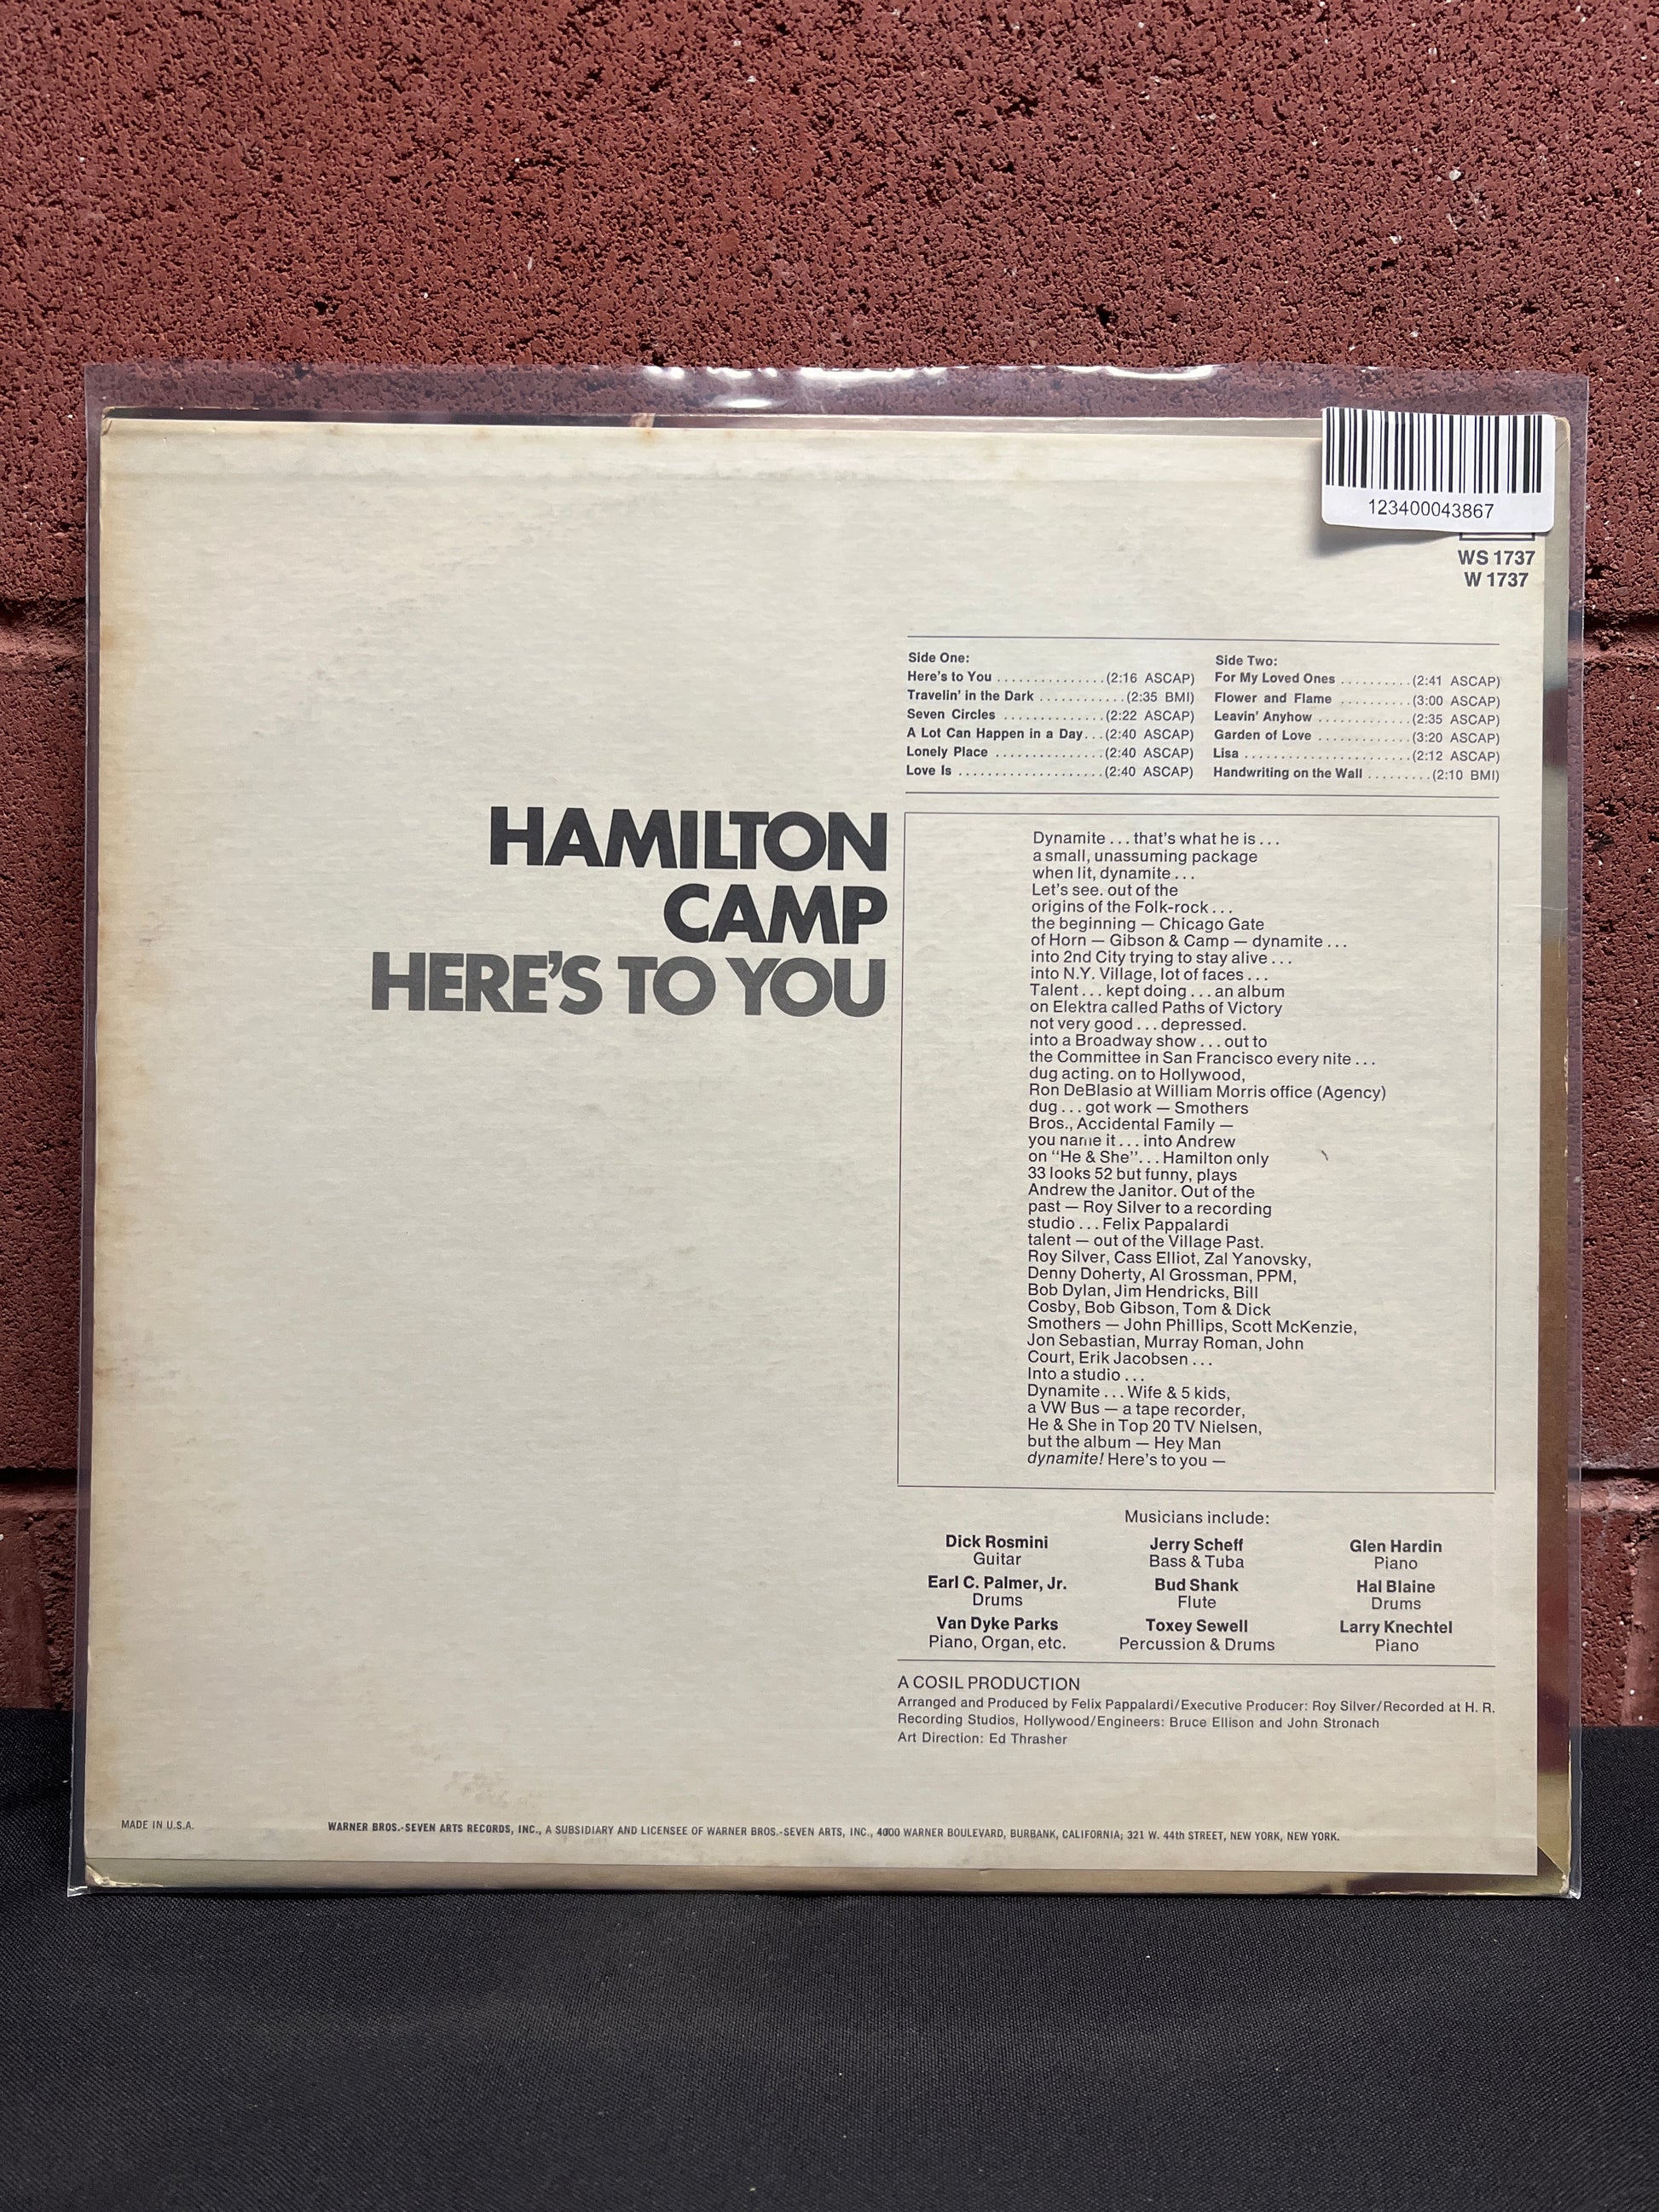 123400043867
WS 1737
W 1737
Side One:
Here's to You ............... (2:16 ASCAP)
Travelin' in the Dark ............ (2:35 BMI)
Seven Circles .............. (2:22 ASCAP)
A Lot Can Happen in a Day... (2:40 ASCAP)
Lonely Place ............... (2:40 ASCAP)
Love Is .................... (2:40 ASCAP)
Side Two:
For My Loved Ones .......... (2:41 ASCAP)
Flower and Flame .......... (3:00 ASCAP)
Leavin' Anyhow ............. (2:35 ASCAP)
Garden of Love ............. (3:20 ASCAP)
Lisa ....................... (2:12 ASCAP)
Handwriting on the Wall ......... (2:10 BMI)
HAMILTON
CAMP
HERE'S TO YOU
Dynamite ... that's what he is ...
a small, unassuming package
when lit, dynamite ...
Let's see. out of the
origins of the Folk-rock ...
the beginning — Chicago Gate
of Horn — Gibson & Camp — dynamite ...
into 2nd City trying to stay alive ...
into N.Y. Village, lot of faces ...
Talent ... kept doing ... an album
on Elektra called Paths of Victory
not very good ... depressed.
into a Broadway show ... out to
the Committee in San Francisco every nite ...
dug acting. on to Hollywood,
Ron DeBlasio at William Morris office (Agency)
dug ... got work — Smothers
Bros., Accidental Family —
you name it ... into Andrew
on "He & She" ... Hamilton only
33 looks 52 but funny, plays
Andrew the Janitor. Out of the
past — Roy Silver to a recording
studio ... Felix Pappalardi
talent — out of the Village Past.
Roy Silver, Cass Elliot, Zal Yanovsky,
Denny Doherty, Al Grossman, PPM,
Bob Dylan, Jim Hendricks, Bill
Cosby, Bob Gibson, Tom & Dick
Smothers — John Phillips, Scott McKenzie,
Jon Sebastian, Murray Roman, John
Court, Erik Jacobsen ...
Into a studio ...
Dynamite ... Wife & 5 kids,
a VW Bus — a tape recorder,
He & She in Top 20 TV Nielsen,
but the album — Hey Man
dynamite! Here's to you —
Musicians include:
Dick Rosmini
Guitar
Jerry Scheff
Bass & Tuba
Glen Hardin
Piano
Earl C. Palmer, Jr.
Drums
Bud Shank
Flute
Hal Blaine
Drums
Van Dyke Parks
Piano, Organ, etc.
Toxey Sewell
Percussion & Drums
Larry Knechtel
Piano
A COSIL PRODUCTION
Arranged and Produced by Felix Pappalardi/Executive Producer: Roy Silver/Recorded at H. R.
Recording Studios, Hollywood/Engineers: Bruce Ellison and John Stronach
Art Direction: Ed Thrasher
MADE IN U.S.A.
WARNER BROS.-SEVEN ARTS RECORDS, INC., A SUBSIDIARY AND LICENSEE OF WARNER BROS.-SEVEN ARTS, INC., 4000 WARNER BOULEVARD, BURBANK, CALIFORNIA; 321 W. 44th STREET, NEW YORK, NEW YORK.